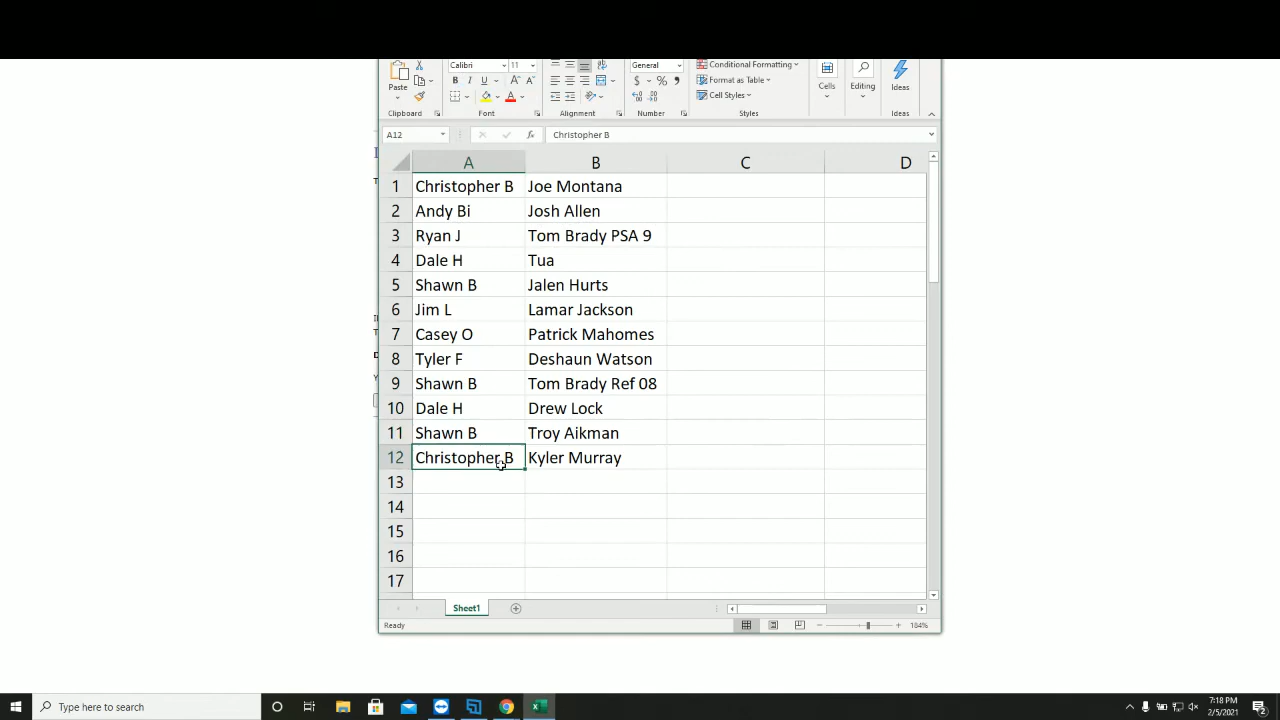 Calibri 11 General Conditional Formatting
Paste B I U A A $ % 9 Format as Table Cells Editing Ideas
Cell Styles
Clipboard Font Alignment Number Styles Ideas
A12 fx Christopher B
A B C D
1 Christopher B Joe Montana
2 Andy Bi Josh Allen
3 Ryan J Tom Brady PSA 9
4 Dale H Tua
5 Shawn B Jalen Hurts
6 Jim L Lamar Jackson
7 Casey O Patrick Mahomes
8 Tyler F Deshaun Watson
9 Shawn B Tom Brady Ref 08
10 Dale H Drew Lock
11 Shawn B Troy Aikman
12 Christopher B Kyler Murray
13
14
15
16
17
Sheet1
Ready 184%
Type here to search 7:18 PM
2/5/2021